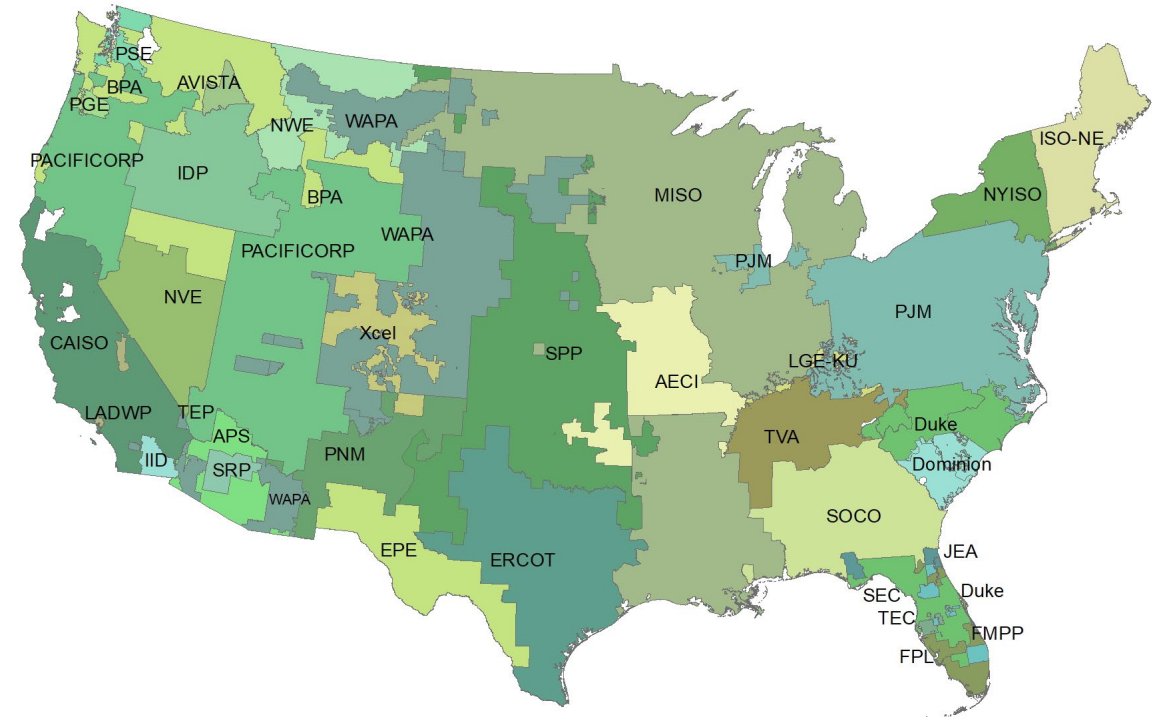 PSE
BPA
AVISTA
PGE
NWE
WAPA
ISO-NE
PACIFICORP
IDP
BPA
MISO
NYISO
WAPA
PACIFICORP
PJM
NVE
PJM
CAISO
Xcel
SPP
LGE-KU
AECI
LADWP
TEP
APS
Duke
TVA
PNM
IID
SRP
Dominion
WAPA
SOCO
EPE
ERCOT
JEA
SEC
Duke
TEC
FMPP
FPL